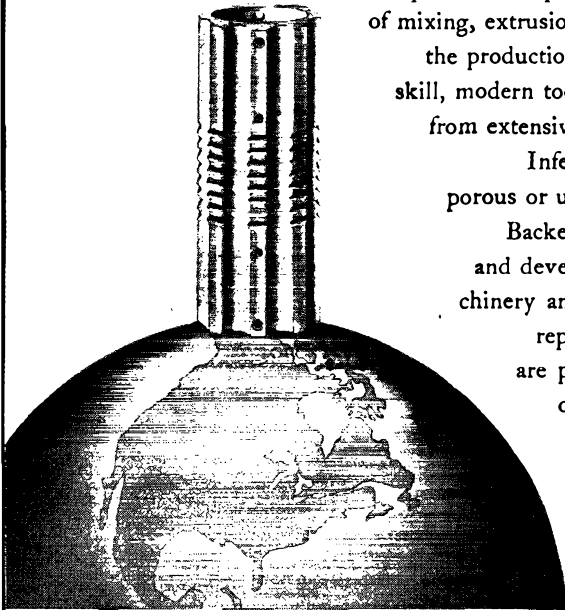 of mixing, extrusio
the productio
skill, modern to
from extensiv
Infe
porous or u
Backe
and deve
chinery an
rep
are p